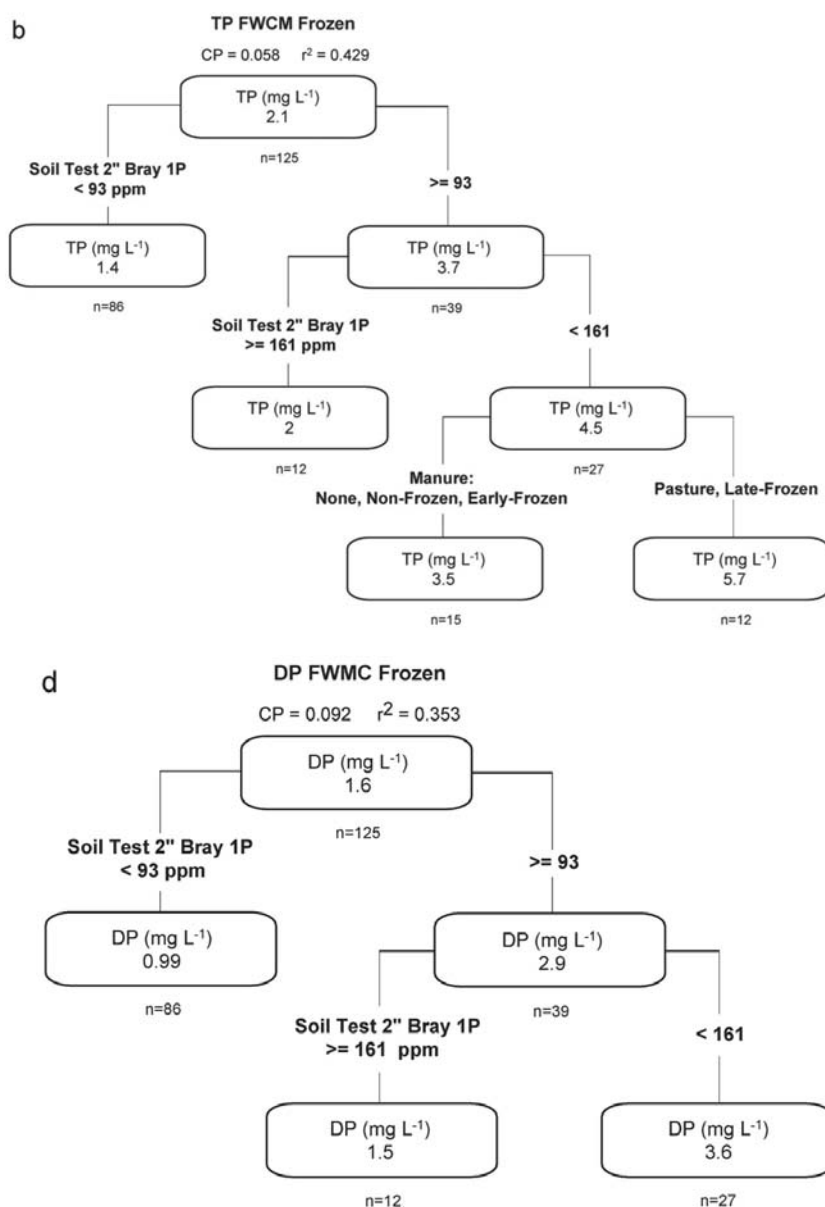 b
TP FWCM Frozen
CP = 0.058 r² = 0.429
TP (mg L⁻¹)
2.1
n=125
Soil Test 2" Bray 1P
< 93 ppm
>= 93
TP (mg L⁻¹)
1.4
n=86
TP (mg L⁻¹)
3.7
n=39
Soil Test 2" Bray 1P
>= 161 ppm
< 161
TP (mg L⁻¹)
2
n=12
TP (mg L⁻¹)
4.5
n=27
Manure:
None, Non-Frozen, Early-Frozen
Pasture, Late-Frozen
TP (mg L⁻¹)
3.5
n=15
TP (mg L⁻¹)
5.7
n=12
d
DP FWMC Frozen
CP = 0.092 r² = 0.353
DP (mg L⁻¹)
1.6
n=125
Soil Test 2" Bray 1P
< 93 ppm
>= 93
DP (mg L⁻¹)
0.99
n=86
DP (mg L⁻¹)
2.9
n=39
Soil Test 2" Bray 1P
>= 161 ppm
< 161
DP (mg L⁻¹)
1.5
n=12
DP (mg L⁻¹)
3.6
n=27